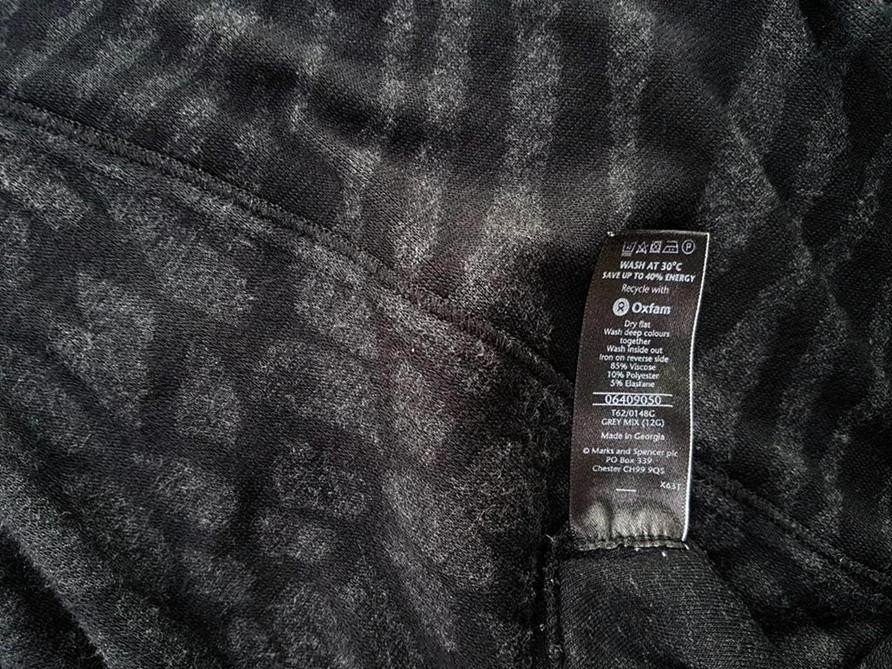 WASH AT 30°C
SAVE UP TO 40% ENERGY
Recycle with
Oxfam
Dry flat
Wash deep colours
together
Wash inside out
Iron on reverse side
85% Viscose
10% Polyester
5% Elastane
06409050
T62/0148G
GREY MIX (12G)
Made in Georgia
© Marks and Spencer plc
PO Box 339
Chester CH99 9QS
X63T